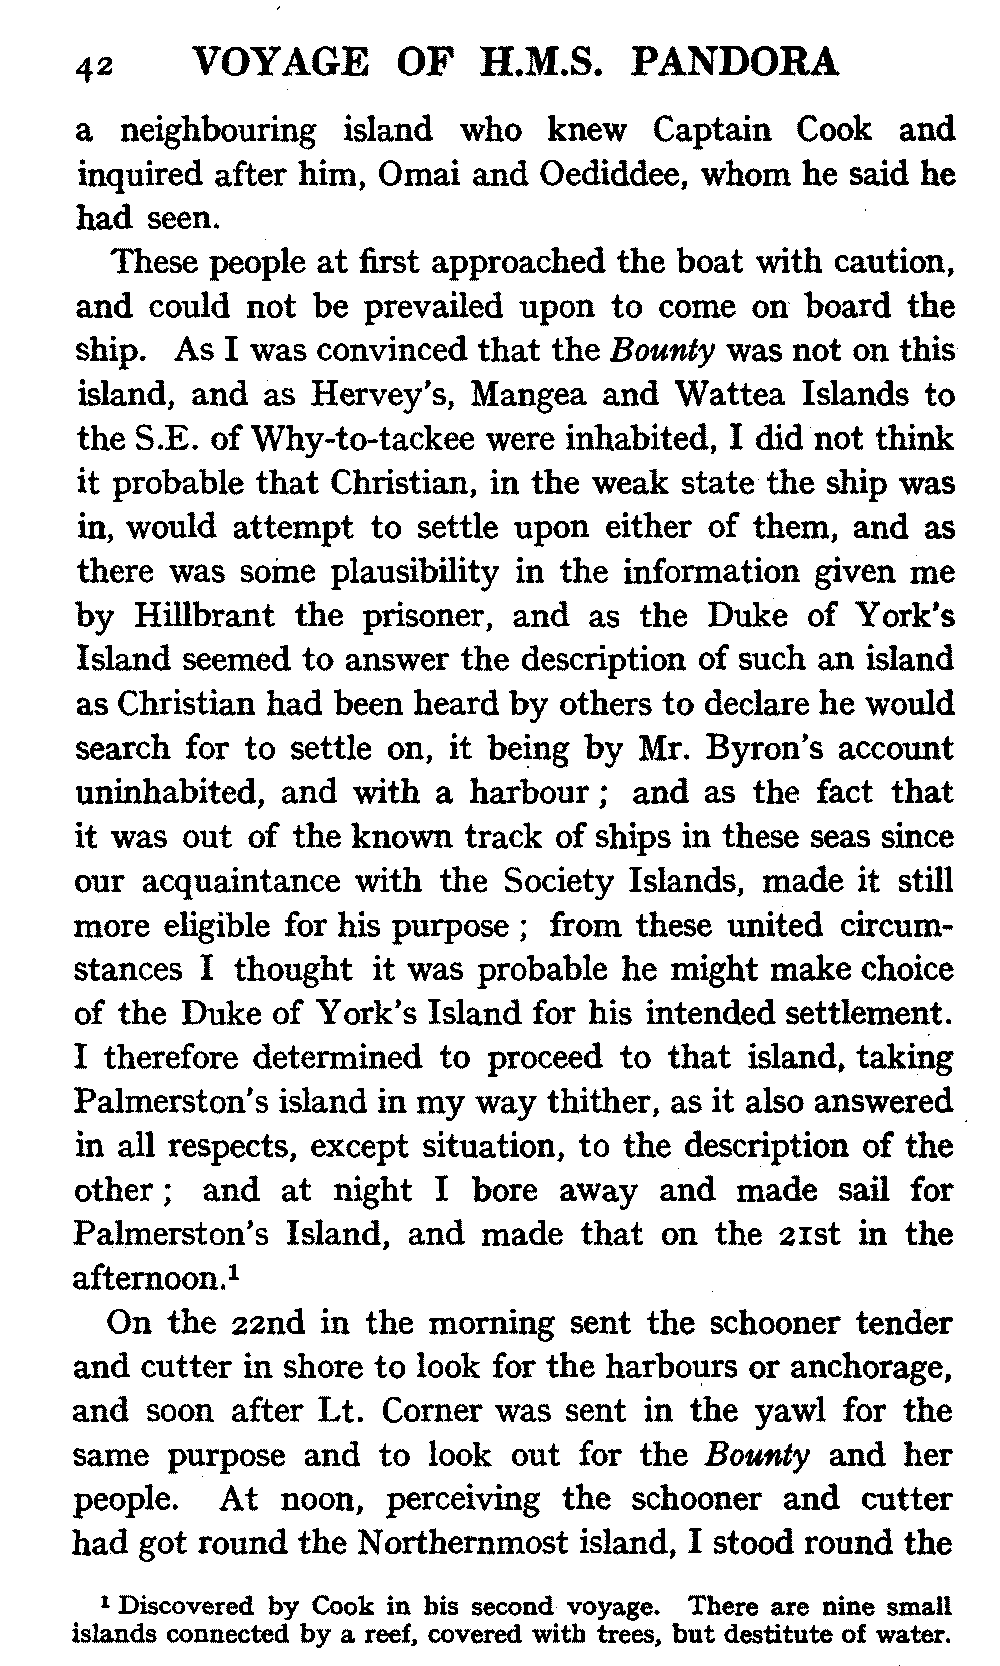 42 VOYAGE OF H.M.S. PANDORA
a neighbouring island who knew Captain Cook and
inquired after him, Omai and Oediddee, whom he said he
had seen.
These people at first approached the boat with caution,
and could not be prevailed upon to come on board the
ship. As I was convinced that the Bounty was not on this
island, and as Hervey's, Mangea and Wattea Islands to
the S.E. of Why-to-tackee were inhabited, I did not think
it probable that Christian, in the weak state the ship was
in, would attempt to settle upon either of them, and as
there was some plausibility in the information given me
by Hillbrant the prisoner, and as the Duke of York's
Island seemed to answer the description of such an island
as Christian had been heard by others to declare he would
search for to settle on, it being by Mr. Byron's account
uninhabited, and with a harbour ; and as the fact that
it was out of the known track of ships in these seas since
our acquaintance with the Society Islands, made it still
more eligible for his purpose ; from these united circum-
stances I thought it was probable he might make choice
of the Duke of York's Island for his intended settlement.
I therefore determined to proceed to that island, taking
Palmerston's island in my way thither, as it also answered
in all respects, except situation, to the description of the
other ; and at night I bore away and made sail for
Palmerston's Island, and made that on the 21st in the
afternoon.¹
On the 22nd in the morning sent the schooner tender
and cutter in shore to look for the harbours or anchorage,
and soon after Lt. Corner was sent in the yawl for the
same purpose and to look out for the Bounty and her
people. At noon, perceiving the schooner and cutter
had got round the Northernmost island, I stood round the
¹ Discovered by Cook in his second voyage. There are nine small
islands connected by a reef, covered with trees, but destitute of water.